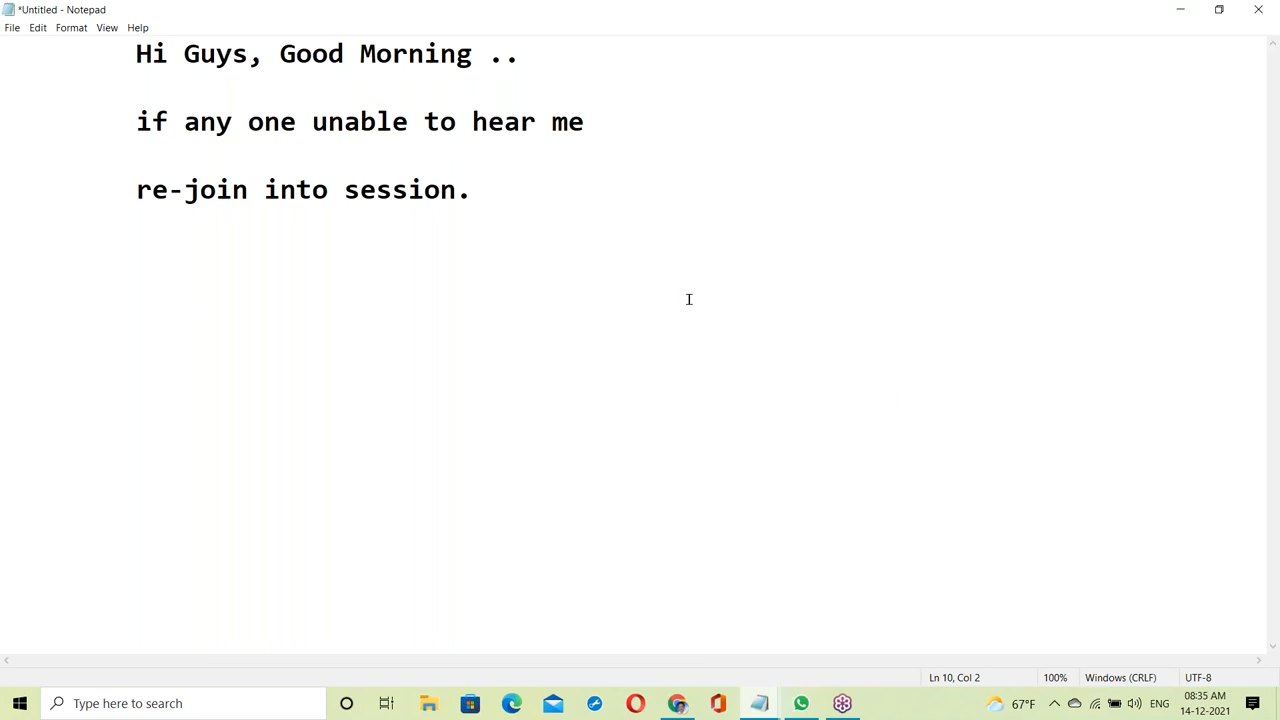 *Untitled - Notepad
File Edit Format View Help
Hi Guys, Good Morning ..
if any one unable to hear me
re-join into session.
Ln 10, Col 2 100% Windows (CRLF) UTF-8
Type here to search 67°F ENG 08:35 AM
14-12-2021